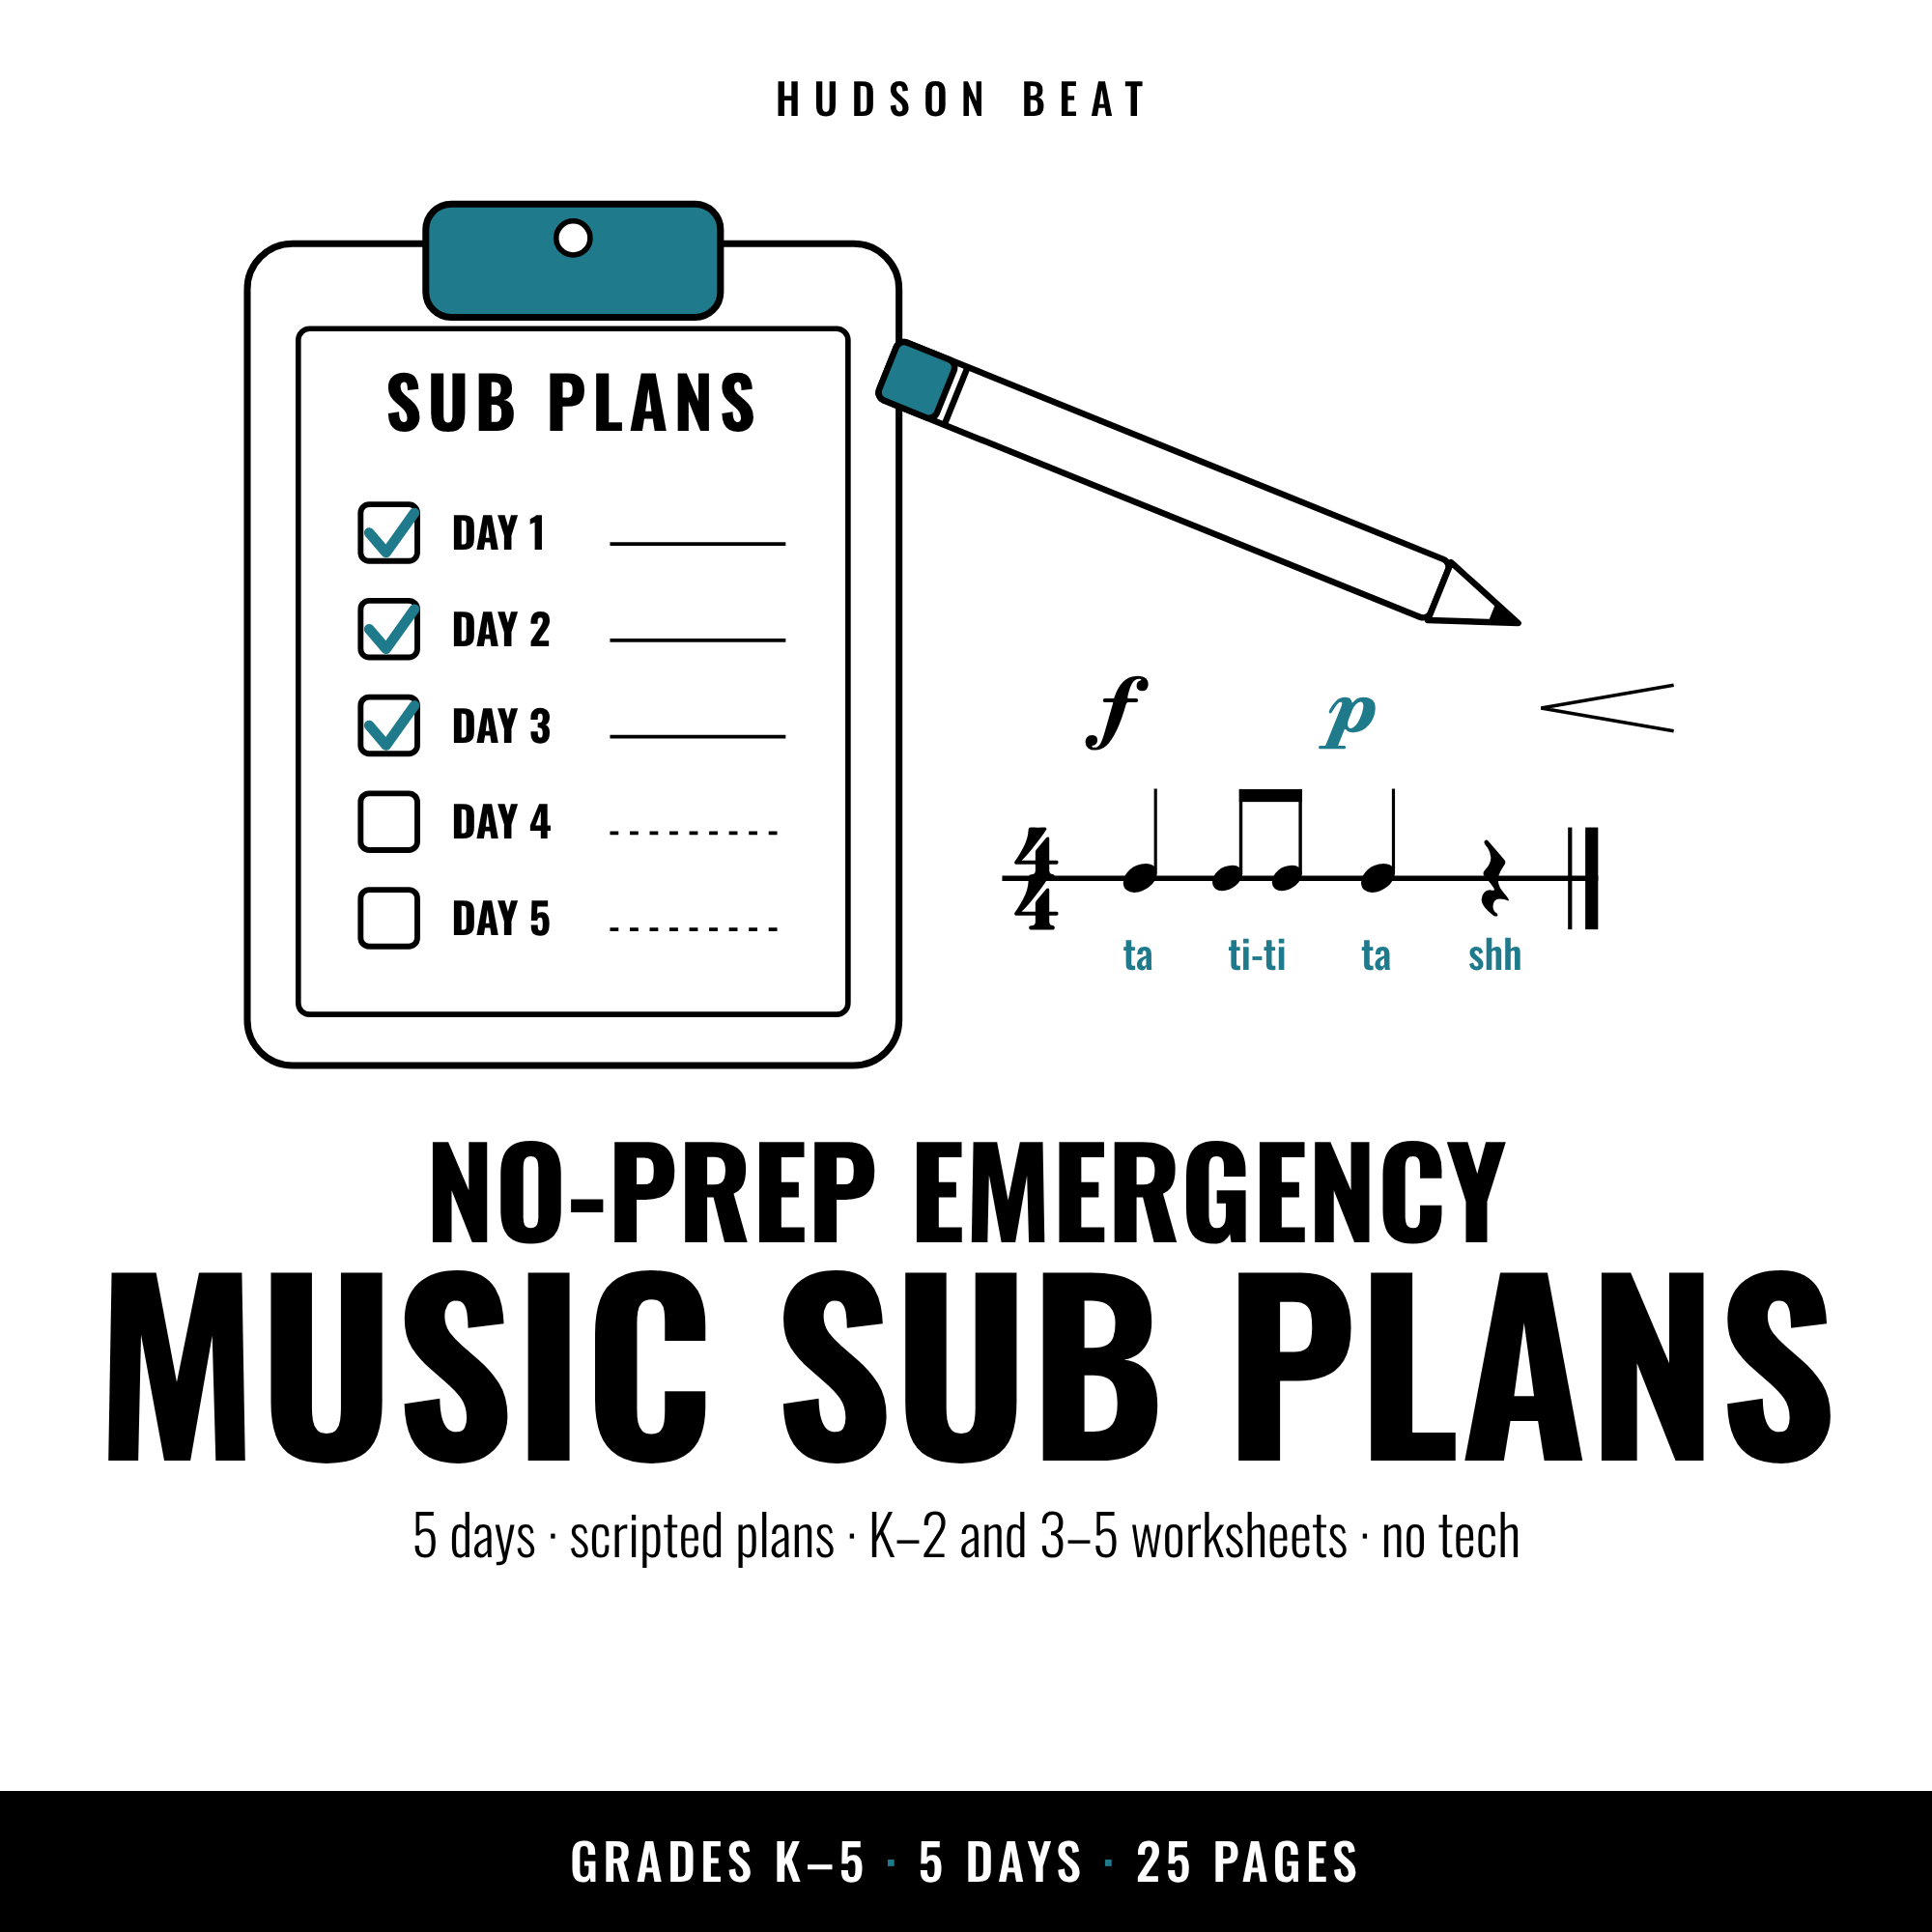 HUDSON BEAT
SUB PLANS
DAY 1
DAY 2
DAY 3
DAY 4
DAY 5
f p
4
4
ta ti-ti ta shh
NO-PREP EMERGENCY
MUSIC SUB PLANS
5 days · scripted plans · K–2 and 3–5 worksheets · no tech
GRADES K–5 · 5 DAYS · 25 PAGES